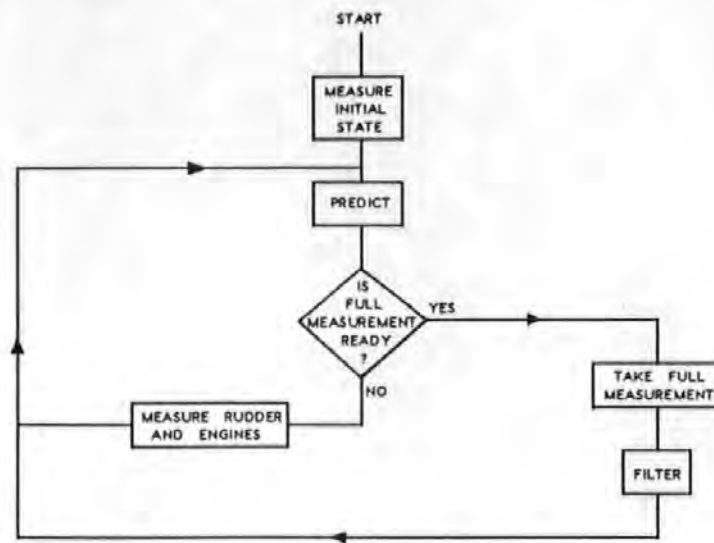 START
MEASURE
INITIAL
STATE
PREDICT
IS
FULL
MEASUREMENT
READY
?
YES
NO
TAKE FULL
MEASUREMENT
MEASURE RUDDER
AND ENGINES
FILTER